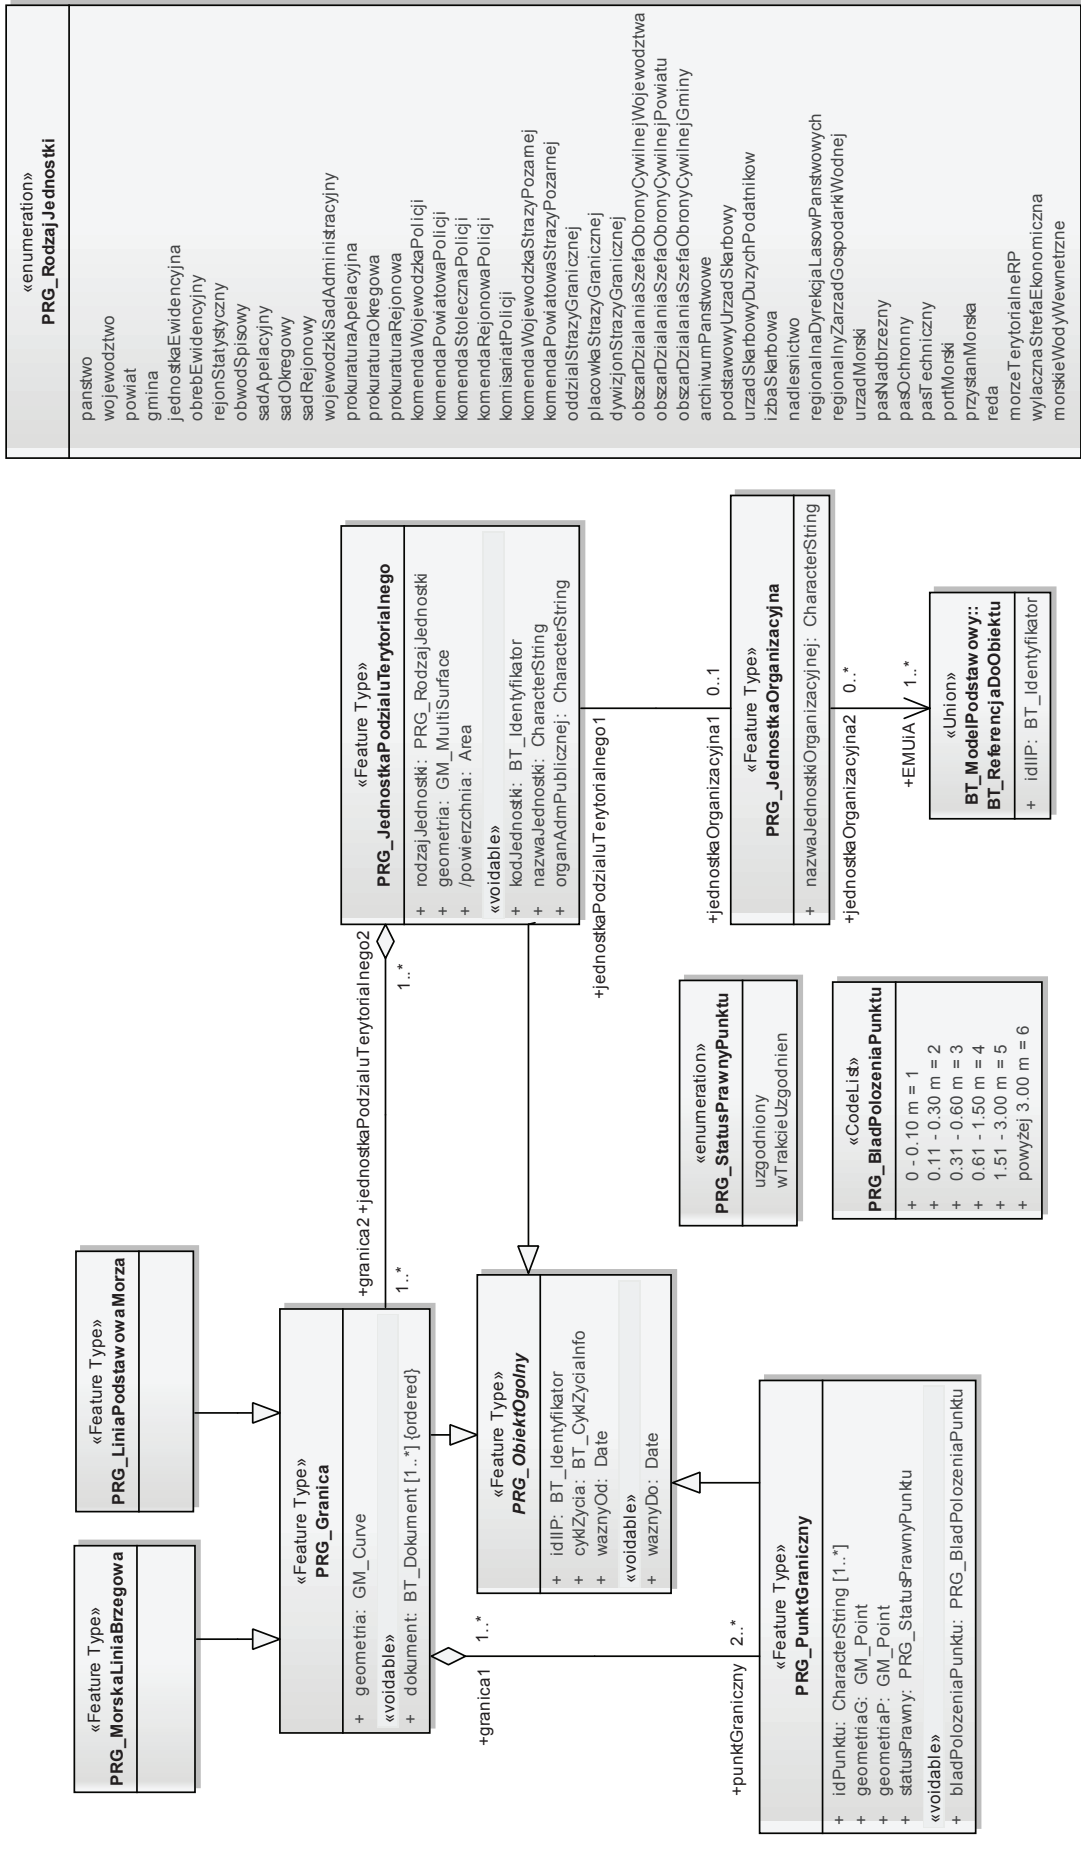 «Feature Type»
PRG_MorskaLiniaBrzegowa
«Feature Type»
PRG_LiniaPodstawowaMorza
«Feature Type»
PRG_Granica
+ geometria: GM_Curve
«voidable»
+ dokument: BT_Dokument [1..*] {ordered}
+granica2
+jednostkaPodzialuTerytorialnego2
1..*
1..*
«Feature Type»
PRG_JednostkaPodzialuTerytorialnego
+ rodzajJednostki: PRG_RodzajJednostki
+ geometria: GM_MultiSurface
+ /powierzchnia: Area
«voidable»
+ kodJednostki: BT_Identyfikator
+ nazwaJednostki: CharacterString
+ organAdmPublicznej: CharacterString
+granica1
1..*
+punktGraniczny
2..*
«Feature Type»
PRG_ObiektOgolny
+ idIIP: BT_Identyfikator
+ cyklZycia: BT_CyklZyciaInfo
+ waznyOd: Date
«voidable»
+ waznyDo: Date
+jednostkaPodzialuTerytorialnego1
+jednostkaOrganizacyjna1
0..1
«Feature Type»
PRG_PunktGraniczny
+ idPunktu: CharacterString [1..*]
+ geometriaG: GM_Point
+ geometriaP: GM_Point
+ statusPrawny: PRG_StatusPrawnyPunktu
«voidable»
+ bladPolozeniaPunktu: PRG_BladPolozeniaPunktu
«enumeration»
PRG_StatusPrawnyPunktu
uzgodniony
wTrakcieUzgodnien
«CodeList»
PRG_BladPolozeniaPunktu
+ 0 - 0.10 m = 1
+ 0.11 - 0.30 m = 2
+ 0.31 - 0.60 m = 3
+ 0.61 - 1.50 m = 4
+ 1.51 - 3.00 m = 5
+ powyżej 3.00 m = 6
«Feature Type»
PRG_JednostkaOrganizacyjna
+ nazwaJednostkiOrganizacyjnej: CharacterString
+jednostkaOrganizacyjna2
0..*
+EMUiA
1..*
«Union»
BT_ModelPodstawowy::
BT_ReferencjaDoObiektu
+ idIIP: BT_Identyfikator
«enumeration»
PRG_RodzajJednostki
panstwo
wojewodztwo
powiat
gmina
jednostkaEwidencyjna
obrebEwidencyjny
rejonStatystyczny
obwodSpisowy
sadApelacyjny
sadOkregowy
sadRejonowy
wojewodzkiSadAdministracyjny
prokuraturaApelacyjna
prokuraturaOkregowa
prokuraturaRejonowa
komendaWojewodzkaPolicji
komendaPowiatowaPolicji
komendaStolecznaPolicji
komendaRejonowaPolicji
komisariatPolicji
komendaWojewodzkaStrazyPozarnej
komendaPowiatowaStrazyPozarnej
oddzialStrazyGranicznej
placowkaStrazyGranicznej
dywizjonStrazyGranicznej
obszarDzialaniaSzefaObronyCywilnejWojewodztwa
obszarDzialaniaSzefaObronyCywilnejPowiatu
obszarDzialaniaSzefaObronyCywilnejGminy
archiwumPanstwowe
podstawowyUrzadSkarbowy
urzadSkarbowyDuzychPodatnikow
izbaSkarbowa
nadlesnictwo
regionalnaDyrekcjaLasowPanstwowych
regionalnyZarzadGospodarkiWodnej
urzadMorski
pasNadbrzezny
pasOchronny
pasTechniczny
portMorski
przystanMorska
reda
morzeTerytorialneRP
wylacznaStrefaEkonomiczna
morskieWodyWewnetrzne